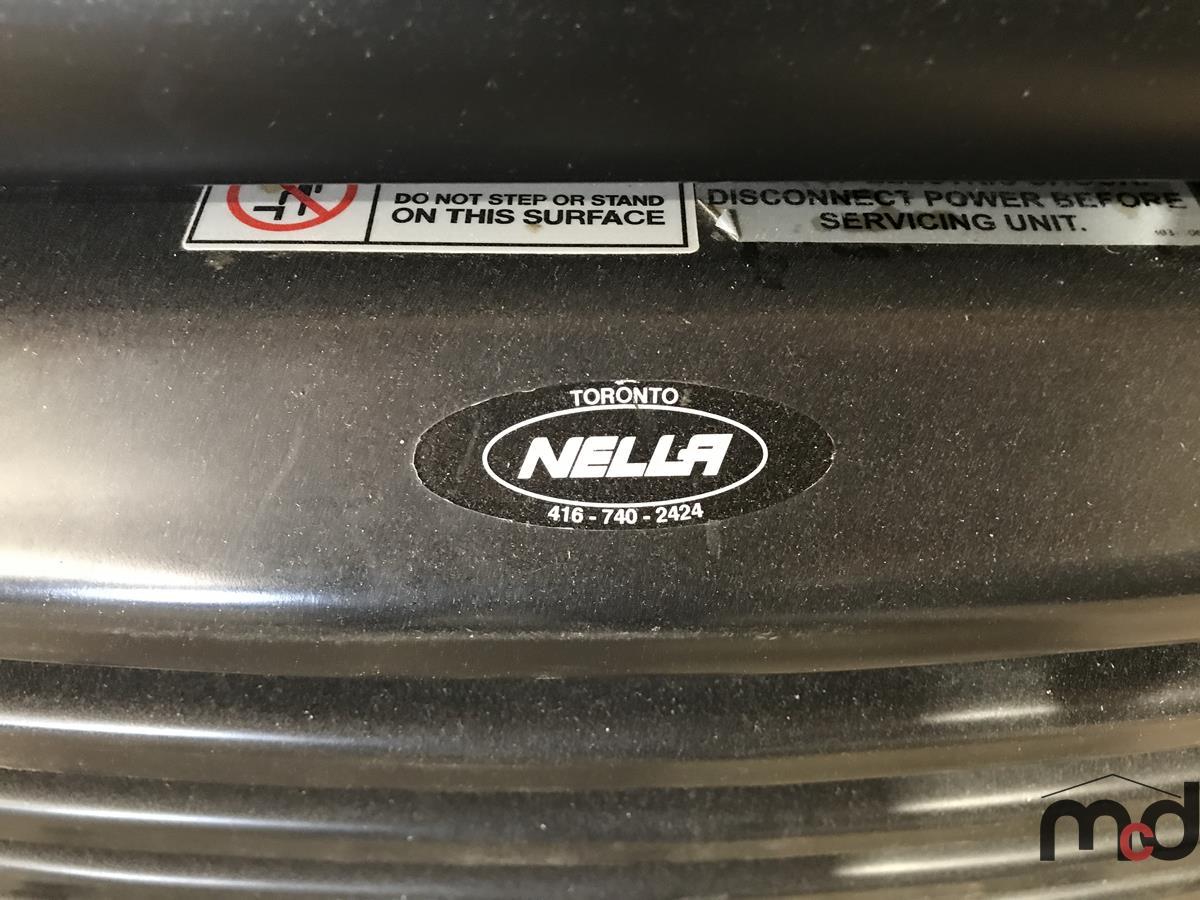 DO NOT STEP OR STAND
ON THIS SURFACE
DISCONNECT POWER BEFORE
SERVICING UNIT.
TORONTO
NELLA
416 - 740 - 2424
mcd